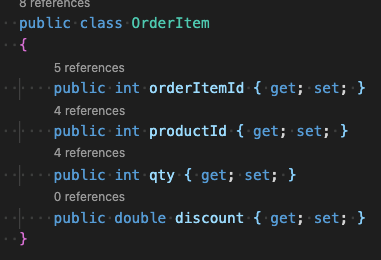 8 references
public class OrderItem
{
5 references
public int orderItemId { get; set; }
4 references
public int productId { get; set; }
4 references
public int qty { get; set; }
0 references
public double discount { get; set; }
}